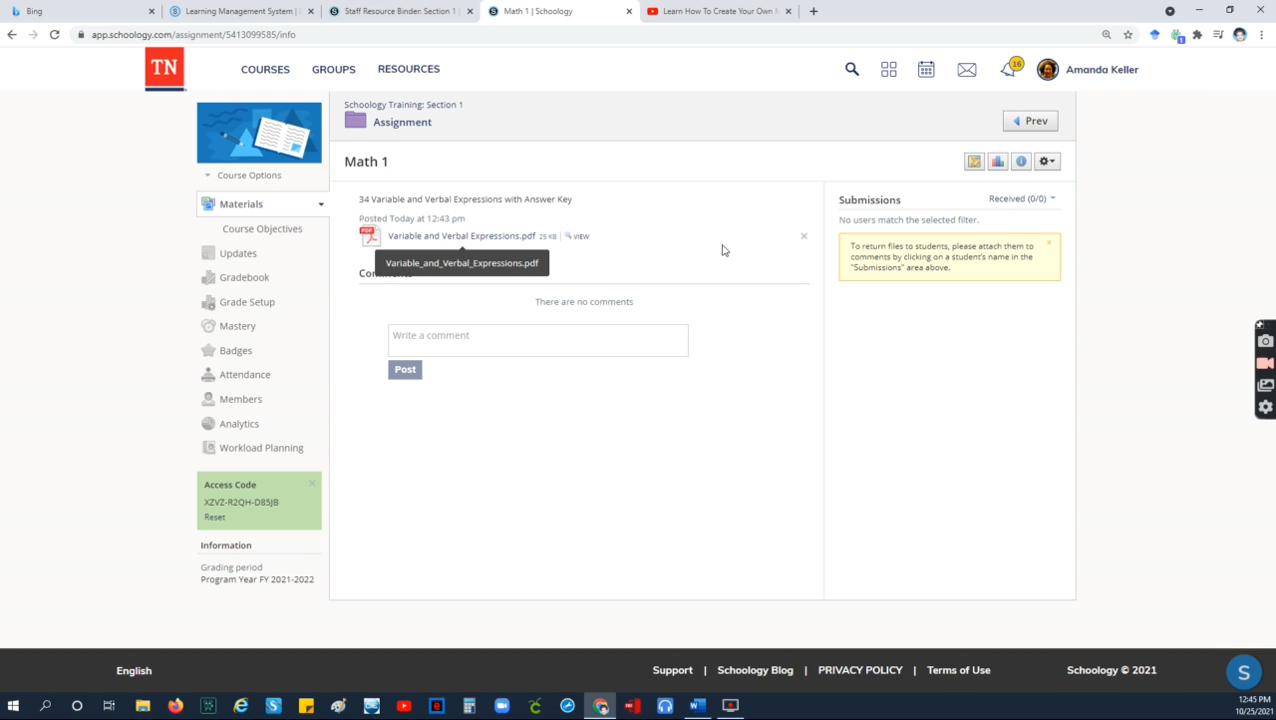 Bing
Learning Management System |
Staff Resource Binder: Section 1
Math 1 | Schoology
Learn How To Create Your Own M
app.schoology.com/assignment/5413099585/info
TN
COURSES
GROUPS
RESOURCES
16
Amanda Keller
Schoology Training: Section 1
Assignment
Prev
Course Options
Math 1
Materials
Course Objectives
Updates
Gradebook
Grade Setup
Mastery
Badges
Attendance
Members
Analytics
Workload Planning
34 Variable and Verbal Expressions with Answer Key
Posted Today at 12:43 pm
PDF
Variable and Verbal Expressions.pdf 25 KB VIEW
Variable_and_Verbal_Expressions.pdf
There are no comments
Write a comment
Post
Submissions
Received (0/0)
No users match the selected filter.
To return files to students, please attach them to
comments by clicking on a student's name in the
"Submissions" area above.
Access Code
XZVZ-R2QH-D85JB
Reset
Information
Grading period
Program Year FY 2021-2022
English
Support | Schoology Blog | PRIVACY POLICY | Terms of Use
Schoology © 2021
S
12:45 PM
10/25/2021